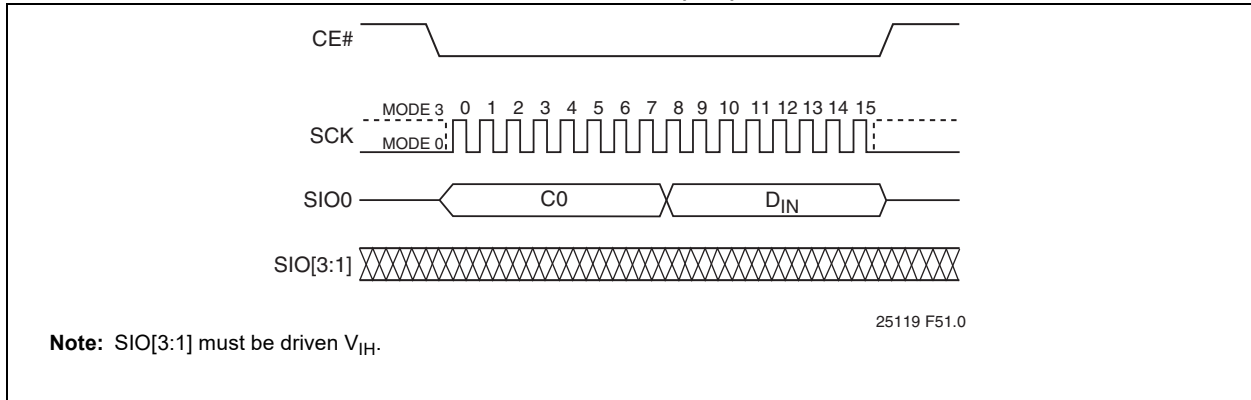 CE#
MODE 3 0 1 2 3 4 5 6 7 8 9 10 11 12 13 14 15
SCK
MODE 0
SIO0 C0 DIN
SIO[3:1]
25119 F51.0
Note: SIO[3:1] must be driven VIH.